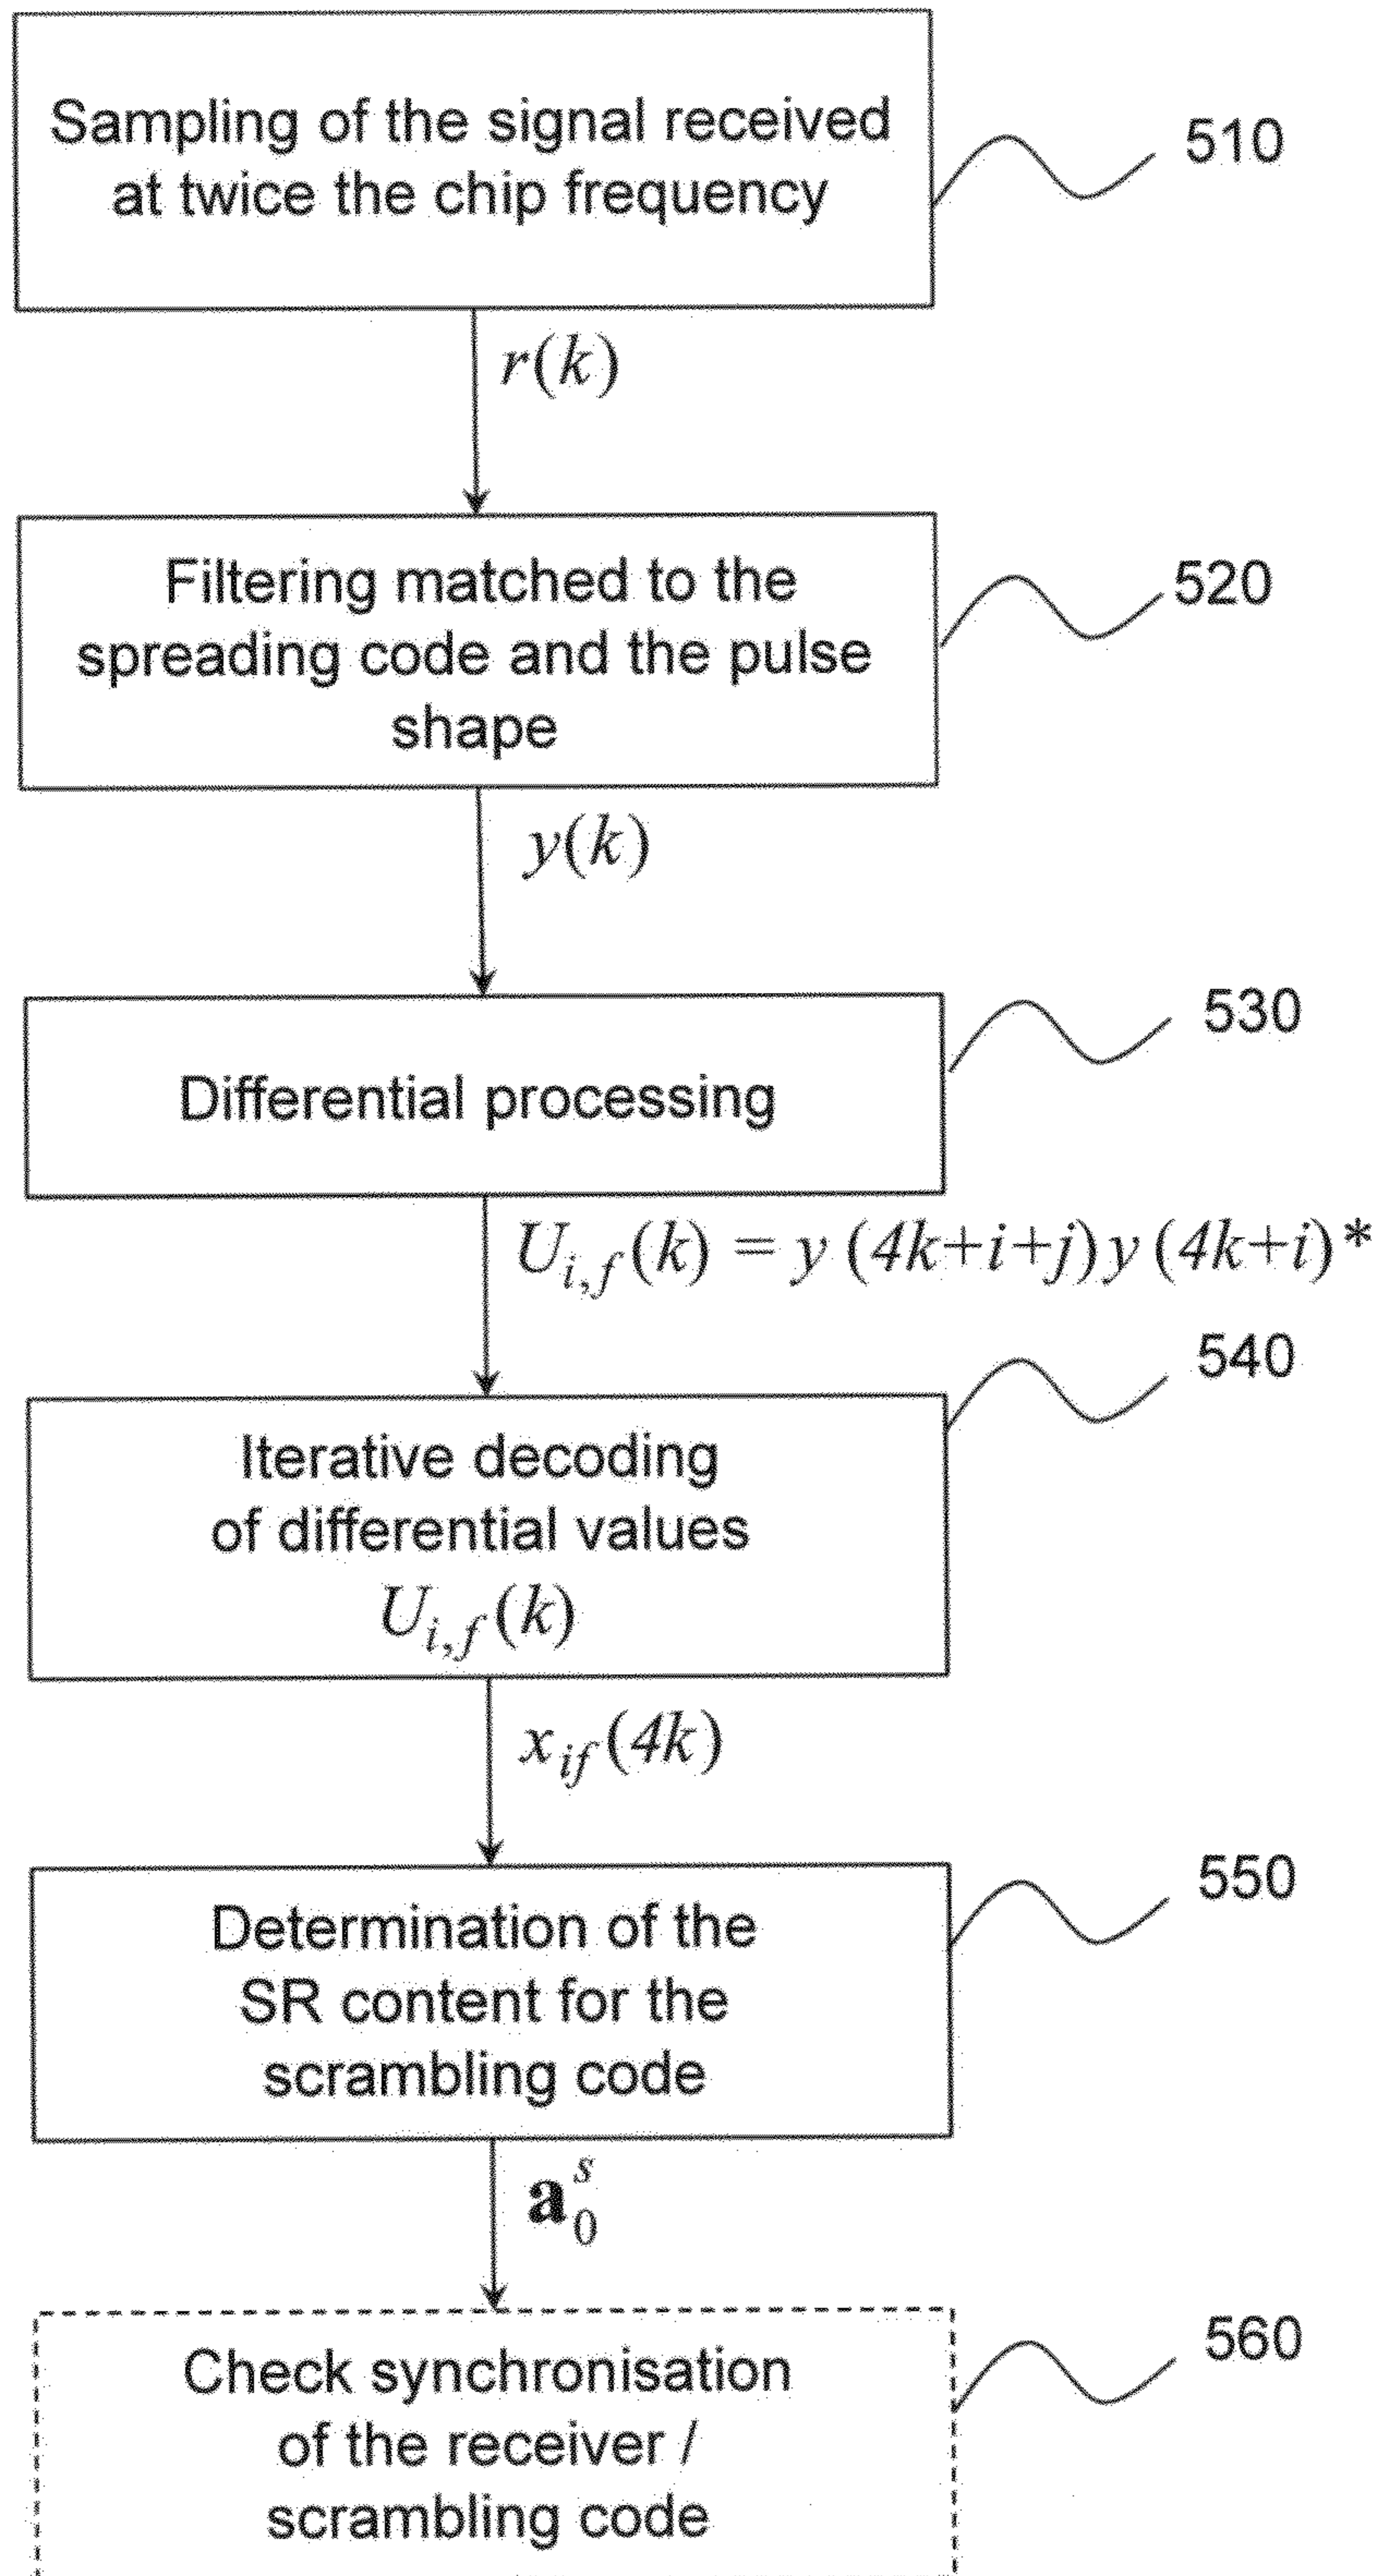 Sampling of the signal received
at twice the chip frequency
510
r(k)
Filtering matched to the
spreading code and the pulse
shape
520
y(k)
Differential processing
530
U_{i,f}(k) = y(4k+i+j)y(4k+i)*
Iterative decoding
of differential values
U_{i,f}(k)
540
x_{if}(4k)
Determination of the
SR content for the
scrambling code
550
a_0^s
Check synchronisation
of the receiver /
scrambling code
560